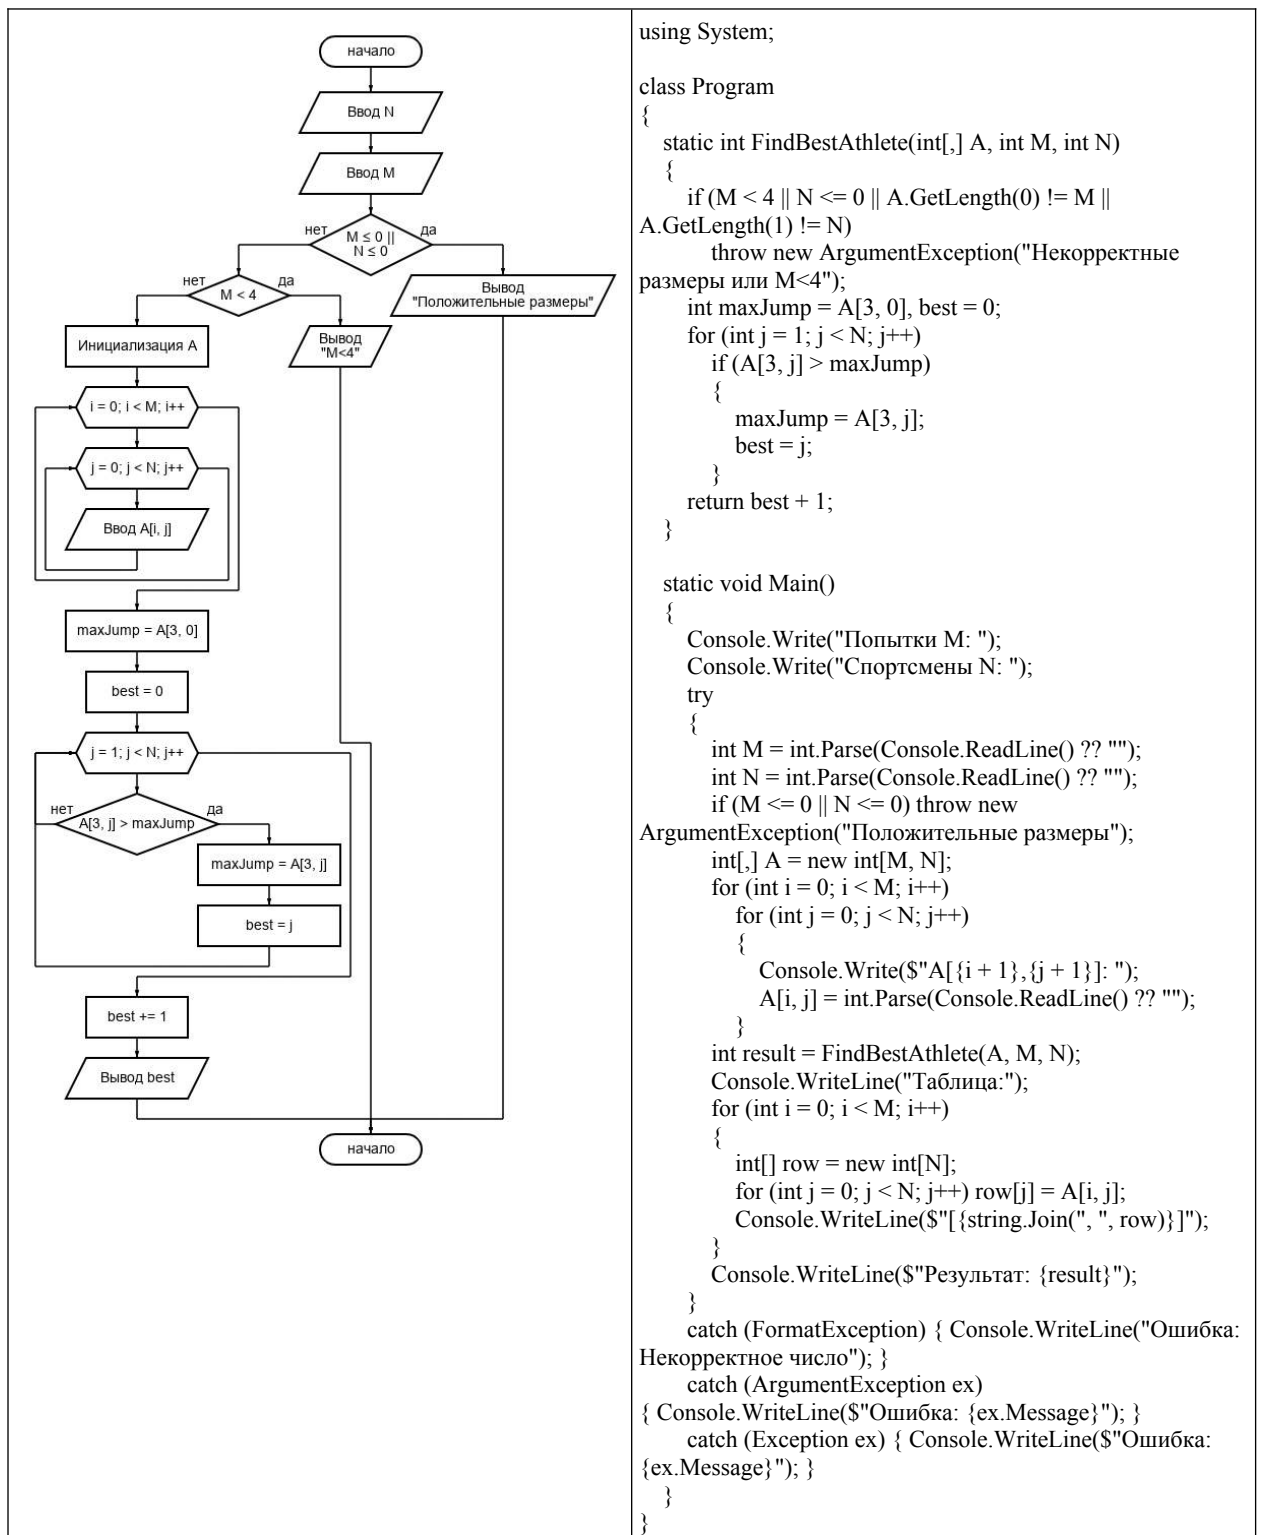 начало
Ввод N
Ввод M
нет
M ≤ 0 ||
N ≤ 0
да
Вывод
"Положительные размеры"
нет
M < 4
да
Вывод
"M<4"
Инициализация A
i = 0; i < M; i++
j = 0; j < N; j++
Ввод A[i, j]
maxJump = A[3, 0]
best = 0
j = 1; j < N; j++
нет
A[3, j] > maxJump
да
maxJump = A[3, j]
best = j
best += 1
Вывод best
начало
using System;
class Program
{
static int FindBestAthlete(int[,] A, int M, int N)
{
if (M < 4 || N <= 0 || A.GetLength(0) != M ||
A.GetLength(1) != N)
throw new ArgumentException("Некорректные
размеры или M<4");
int maxJump = A[3, 0], best = 0;
for (int j = 1; j < N; j++)
if (A[3, j] > maxJump)
{
maxJump = A[3, j];
best = j;
}
return best + 1;
}
static void Main()
{
Console.Write("Попытки M: ");
Console.Write("Спортсмены N: ");
try
{
int M = int.Parse(Console.ReadLine() ?? "");
int N = int.Parse(Console.ReadLine() ?? "");
if (M <= 0 || N <= 0) throw new
ArgumentException("Положительные размеры");
int[,] A = new int[M, N];
for (int i = 0; i < M; i++)
for (int j = 0; j < N; j++)
{
Console.Write($"A[{i + 1},{j + 1}]: ");
A[i, j] = int.Parse(Console.ReadLine() ?? "");
}
int result = FindBestAthlete(A, M, N);
Console.WriteLine("Таблица:");
for (int i = 0; i < M; i++)
{
int[] row = new int[N];
for (int j = 0; j < N; j++) row[j] = A[i, j];
Console.WriteLine($"[{string.Join(", ", row)}]");
}
Console.WriteLine($"Результат: {result}");
}
catch (FormatException) { Console.WriteLine("Ошибка:
Некорректное число"); }
catch (ArgumentException ex)
{ Console.WriteLine($"Ошибка: {ex.Message}"); }
catch (Exception ex) { Console.WriteLine($"Ошибка:
{ex.Message}"); }
}
}